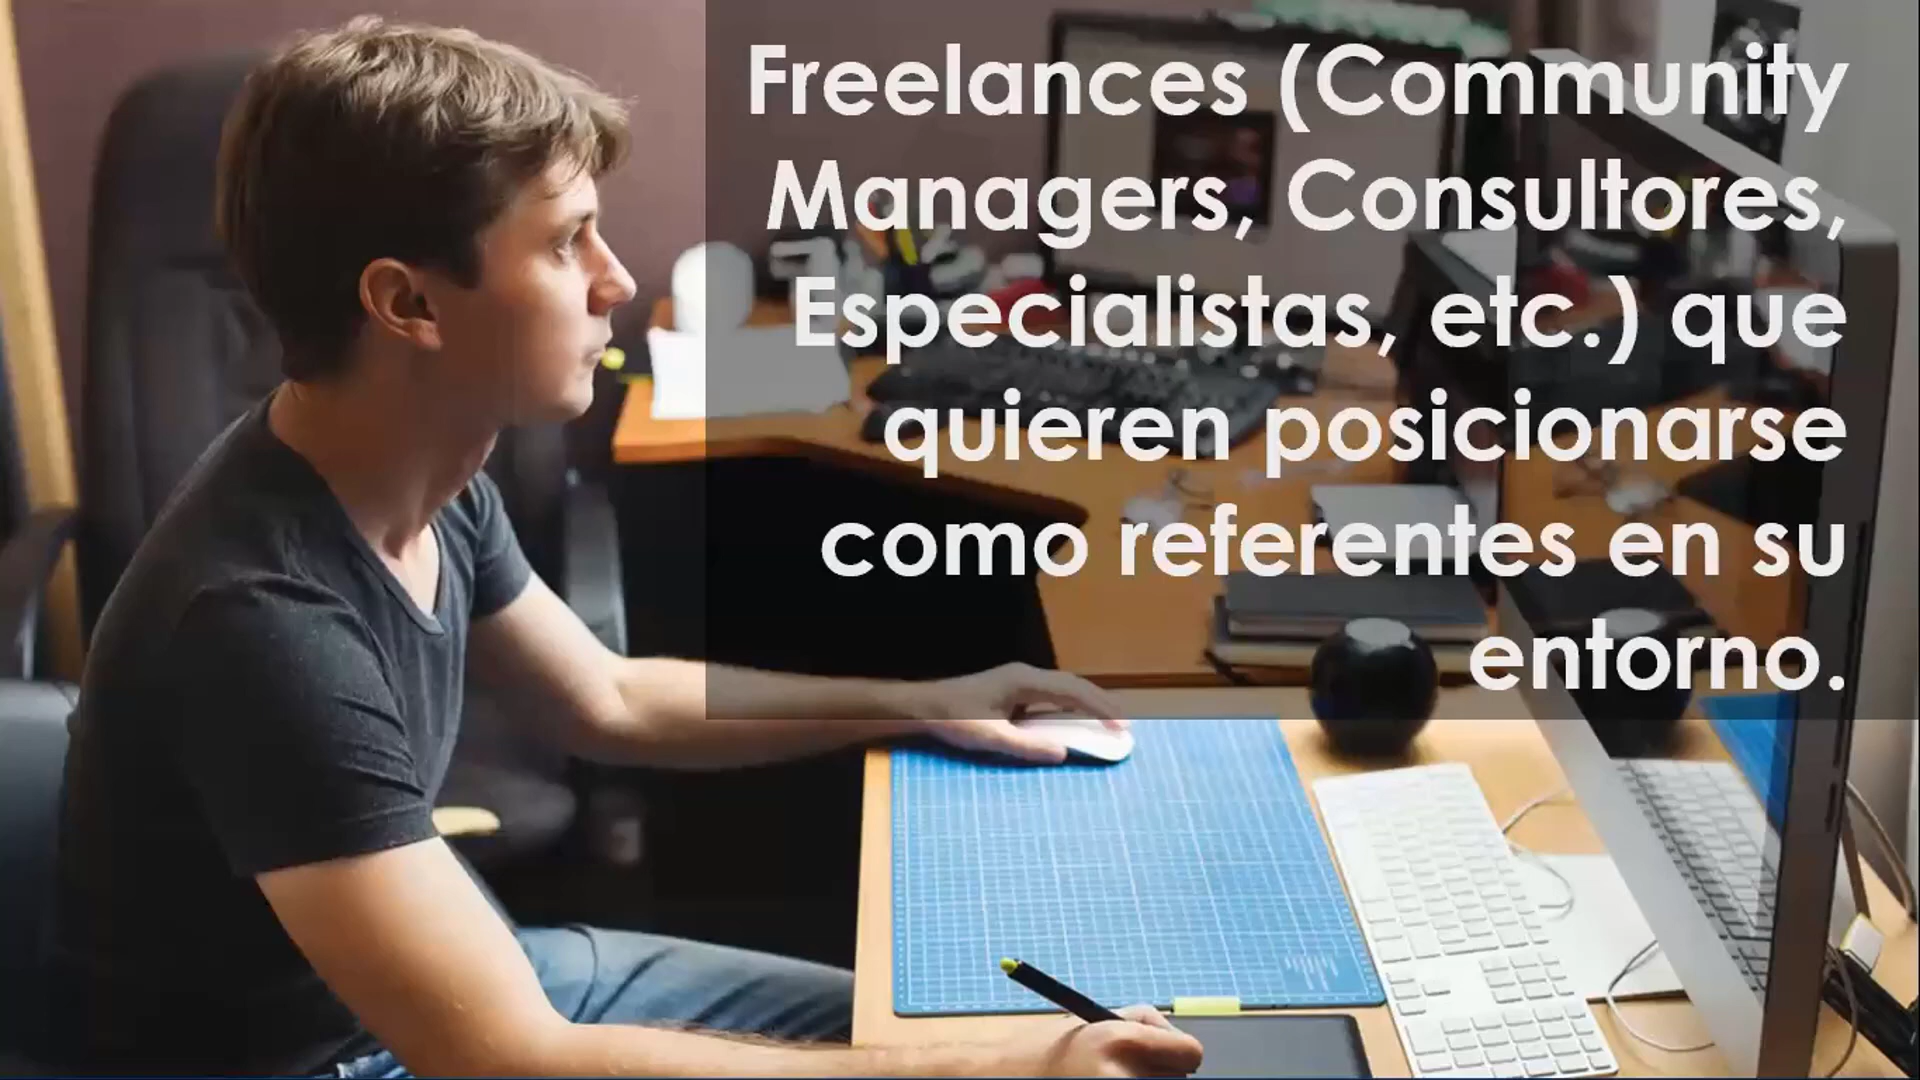 Freelances (Community
Managers, Consultores,
Especialistas, etc.) que
quieren posicionarse
como referentes en su
entorno.